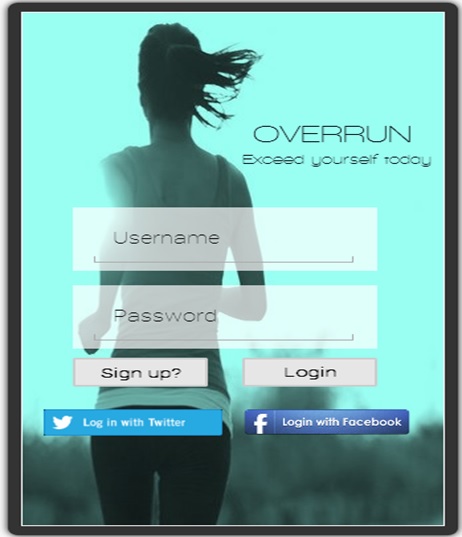 OVERRUN
Exceed yourself today
Username
Password
Sign up?
Login
Log in with Twitter
Login with Facebook